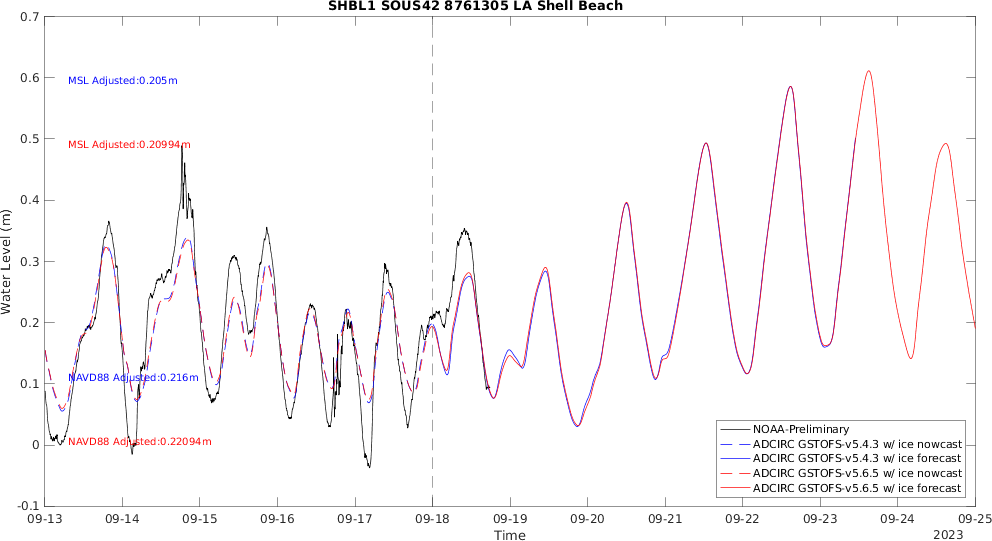 SHBL1 SOUS42 8761305 LA Shell Beach
0.7
0.6
0.5
0.4
0.3
0.2
0.1
0
-0.1
Water Level (m)
MSL Adjusted:0.205m
MSL Adjusted:0.20994m
NAVD88 Adjusted:0.216m
NAVD88 Adjusted:0.22094m
NOAA-Preliminary
ADCIRC GSTOFS-v5.4.3 w/ ice nowcast
ADCIRC GSTOFS-v5.4.3 w/ ice forecast
ADCIRC GSTOFS-v5.6.5 w/ ice nowcast
ADCIRC GSTOFS-v5.6.5 w/ ice forecast
09-13 09-14 09-15 09-16 09-17 09-18 09-19 09-20 09-21 09-22 09-23 09-24 09-25
Time
2023